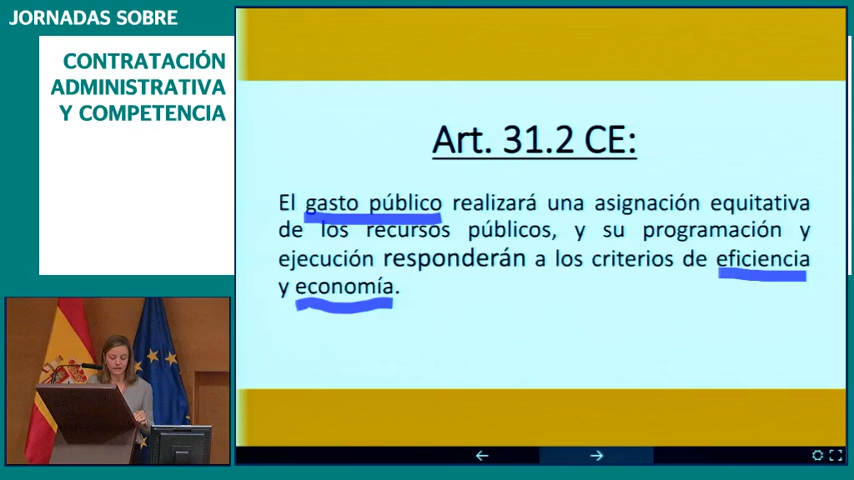 JORNADAS SOBRE
CONTRATACIÓN
ADMINISTRATIVA
Y COMPETENCIA
Art. 31.2 CE:
El gasto público realizará una asignación equitativa
de los recursos públicos, y su programación y
ejecución responderán a los criterios de eficiencia
y economía.